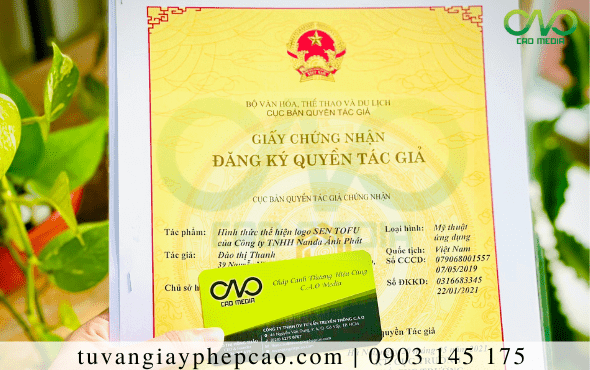 CAO MEDIA
BỘ VĂN HÓA, THỂ THAO VÀ DU LỊCH
CỤC BẢN QUYỀN TÁC GIẢ
GIẤY CHỨNG NHẬN
ĐĂNG KÝ QUYỀN TÁC GIẢ
CỤC BẢN QUYỀN TÁC GIẢ CHỨNG NHẬN
CAO MEDIA
Tác phẩm: Hình thức thể hiện logo SEN TOFU Loại hình: Mỹ thuật
của Công ty TNHH Nanda Anh Phát ứng dụng
Tác giả: Đào thị Thanh Quốc tịch: Việt Nam
39 Số CCCD: 079068001557
07/05/2019
Chủ sở Số ĐKKD: 0316683345
22/01/2021
CAO MEDIA
Chắp Cánh Thương Hiệu Cùng
C.A.O Media
Quyền Tác giả
tuvangiayphepcao.com | 0903 145 175